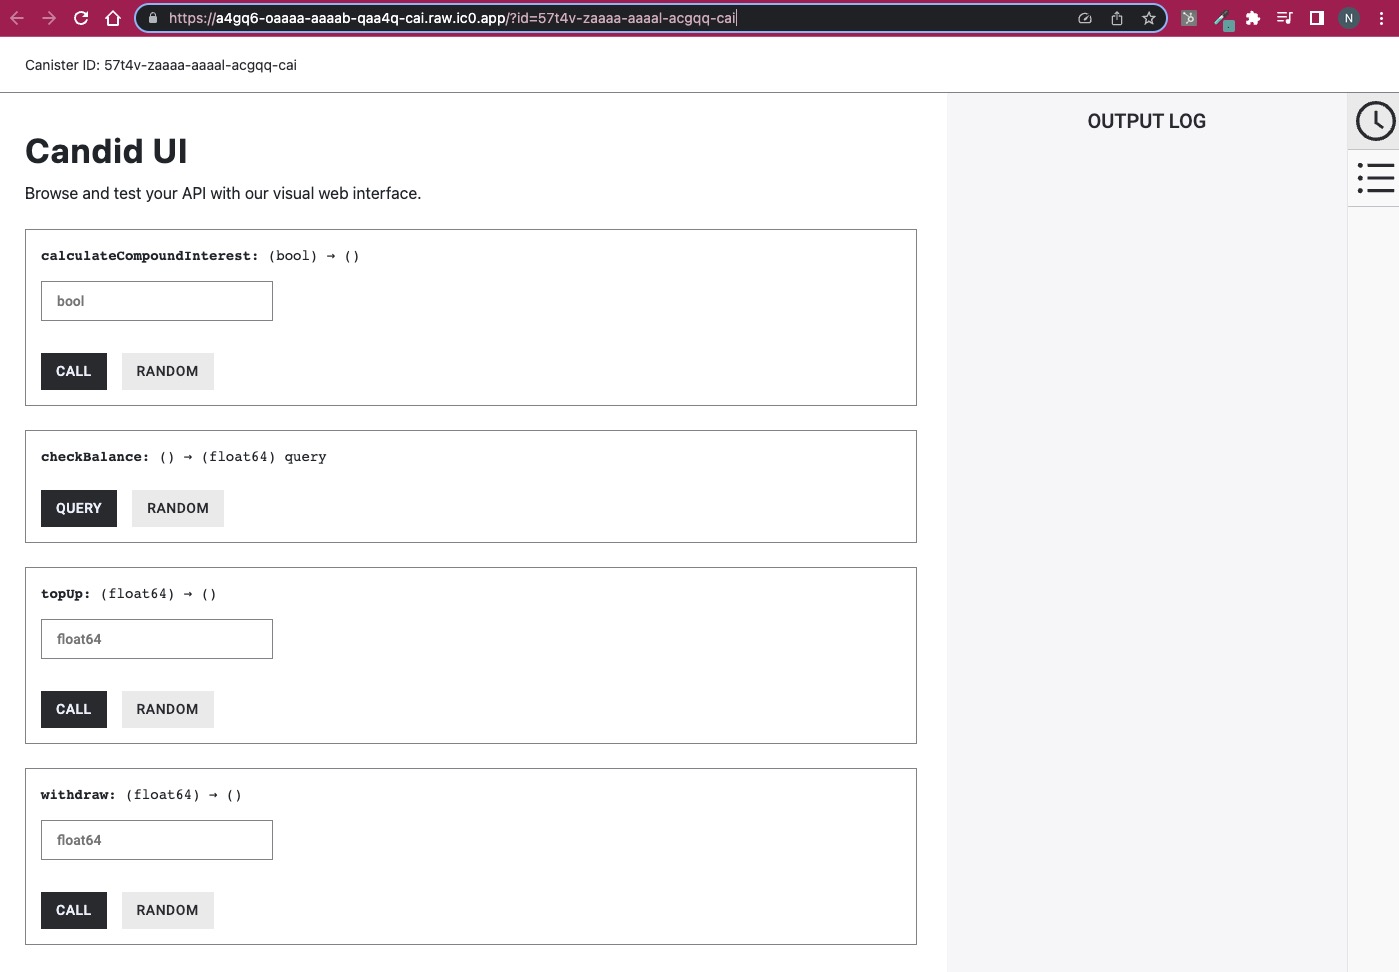 https://a4gq6-oaaaa-aaaab-qaa4q-cai.raw.ic0.app/?id=57t4v-zaaaa-aaaal-acgqq-cai
N
Canister ID: 57t4v-zaaaa-aaaal-acgqq-cai
OUTPUT LOG
Candid UI
Browse and test your API with our visual web interface.
calculateCompoundInterest: (bool) → ()
bool
CALL RANDOM
checkBalance: () → (float64) query
QUERY RANDOM
topUp: (float64) → ()
float64
CALL RANDOM
withdraw: (float64) → ()
float64
CALL RANDOM